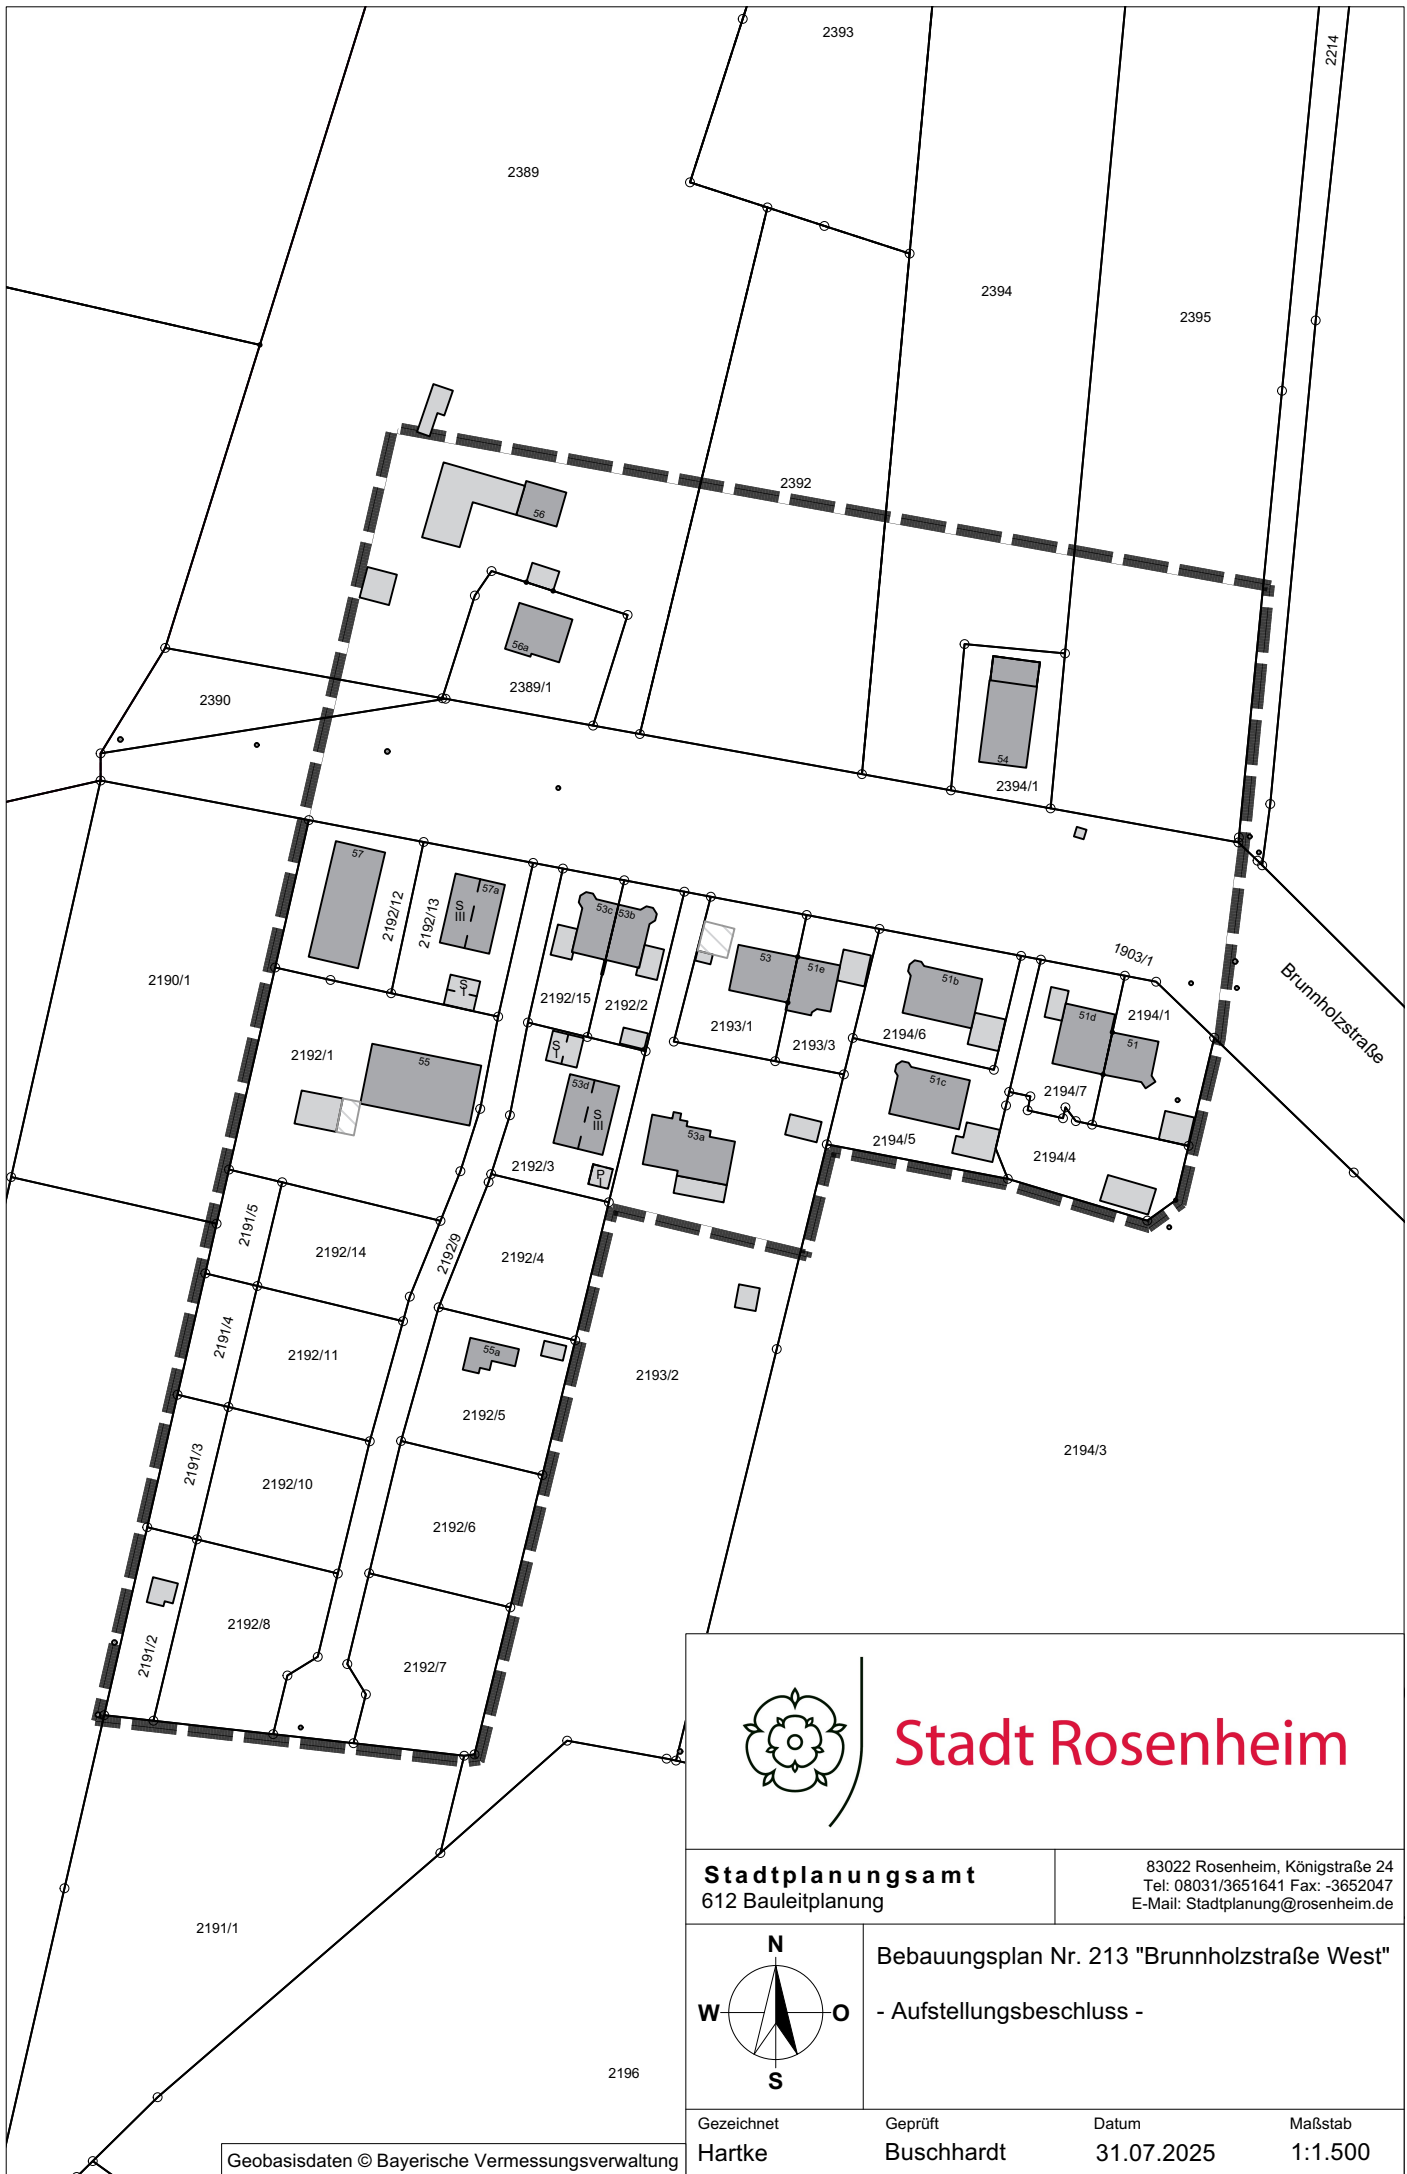 2393
2214
2389
2394
2395
2392
56
56a
2389/1
2390
54
2394/1
57
2192/12
2192/13
57a
S
III
S
I
53c
53b
2192/15
2192/2
53
51e
2193/1
2193/3
51b
2194/6
1903/1
Brunnholzstraße
51d
2194/1
51
2194/7
2190/1
2192/1
55
S
I
53d
S
III
P
I
2192/3
53a
51c
2194/5
2194/4
2191/5
2192/14
2192/9
2192/4
2191/4
2192/11
55a
2192/5
2193/2
2194/3
2191/3
2192/10
2192/6
2191/2
2192/8
2192/7
2191/1
2196
Stadt Rosenheim
Stadtplanungsamt
612 Bauleitplanung
83022 Rosenheim, Königstraße 24
Tel: 08031/3651641 Fax: -3652047
E-Mail: Stadtplanung@rosenheim.de
N
W
O
S
Bebauungsplan Nr. 213 "Brunnholzstraße West"
- Aufstellungsbeschluss -
Gezeichnet Geprüft Datum Maßstab
Hartke Buschhardt 31.07.2025 1:1.500
Geobasisdaten © Bayerische Vermessungsverwaltung